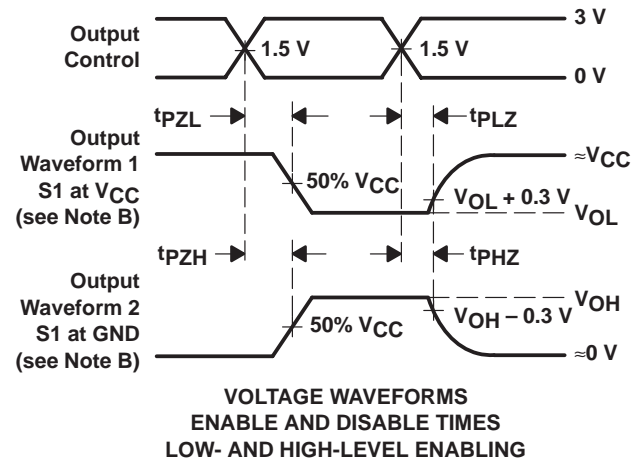 Output
Control
1.5 V
1.5 V
3 V
0 V
tPZL
tPLZ
Output
Waveform 1
S1 at VCC
(see Note B)
50% VCC
VOL + 0.3 V
≈VCC
VOL
tPZH
tPHZ
Output
Waveform 2
S1 at GND
(see Note B)
50% VCC
VOH – 0.3 V
VOH
≈0 V
VOLTAGE WAVEFORMS
ENABLE AND DISABLE TIMES
LOW- AND HIGH-LEVEL ENABLING